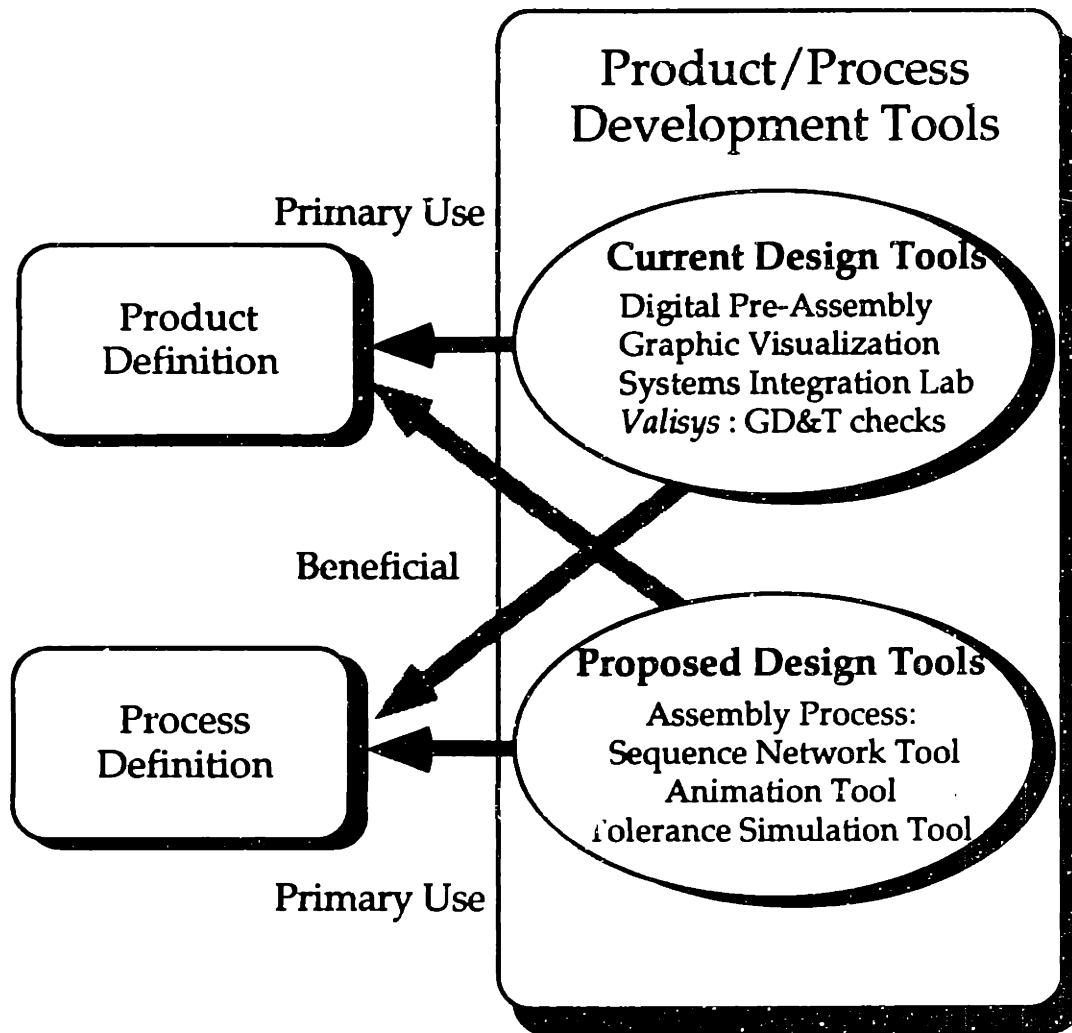 Product/Process
Development Tools
Primary Use
Product
Definition
Current Design Tools
Digital Pre-Assembly
Graphic Visualization
Systems Integration Lab
Valisys : GD&T checks
Beneficial
Process
Definition
Proposed Design Tools
Assembly Process:
Sequence Network Tool
Animation Tool
Tolerance Simulation Tool
Primary Use